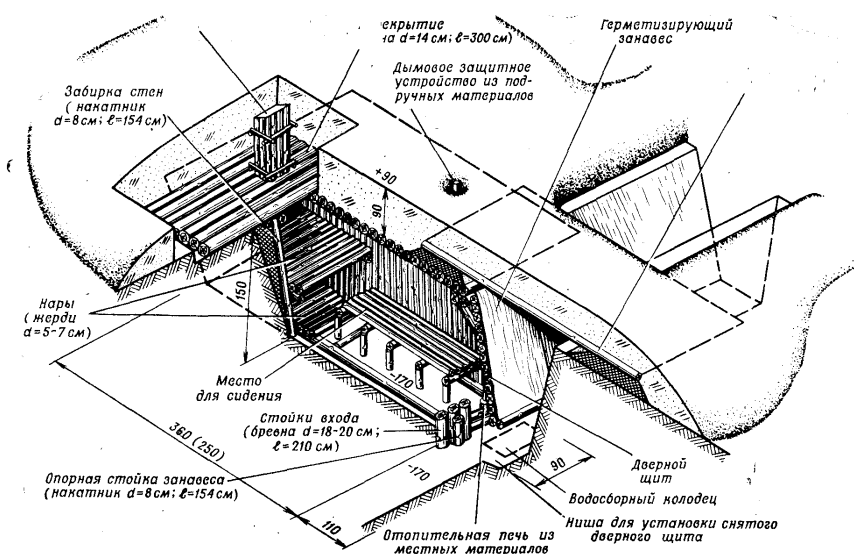 екрытие
на d=14 см; ℓ=300 см)
Герметизирующий
занавес
Дымовое защитное
устройство из под-
ручных материалов
Забирка стен
(накатник
d=8 см; ℓ=154 см)
+90
90
150
Нары
(жерди
d=5-7 см)
Место
для сидения
-170
Стойки входа
(бревна d=18-20 см;
ℓ=210 см)
360 (250)
Опорная стойка занавеса
(накатник d=8 см; ℓ=154 см)
-170
110
90
Дверной
щит
Водосборный колодец
Ниша для установки снятого
дверного щита
Отопительная печь из
местных материалов